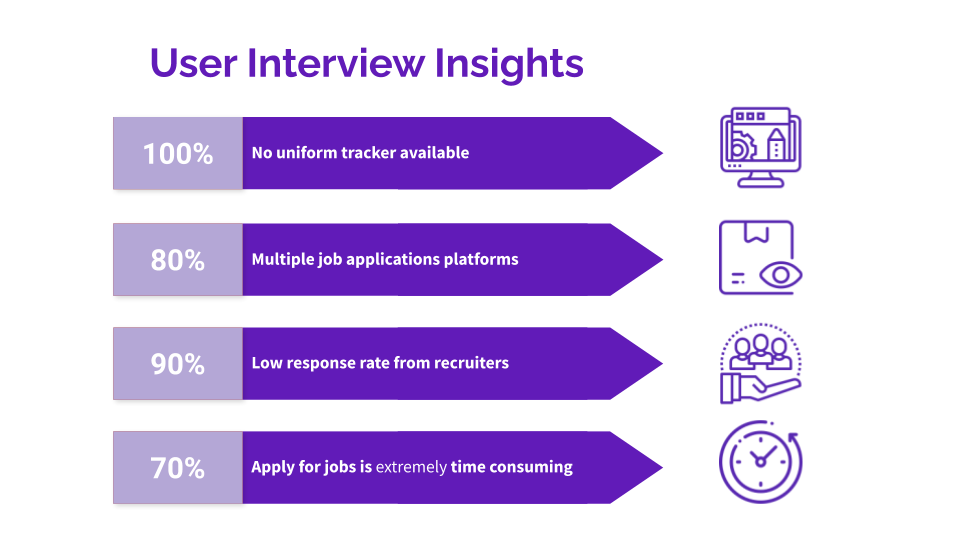 User Interview Insights
100% No uniform tracker available
80% Multiple job applications platforms
90% Low response rate from recruiters
70% Apply for jobs is extremely time consuming